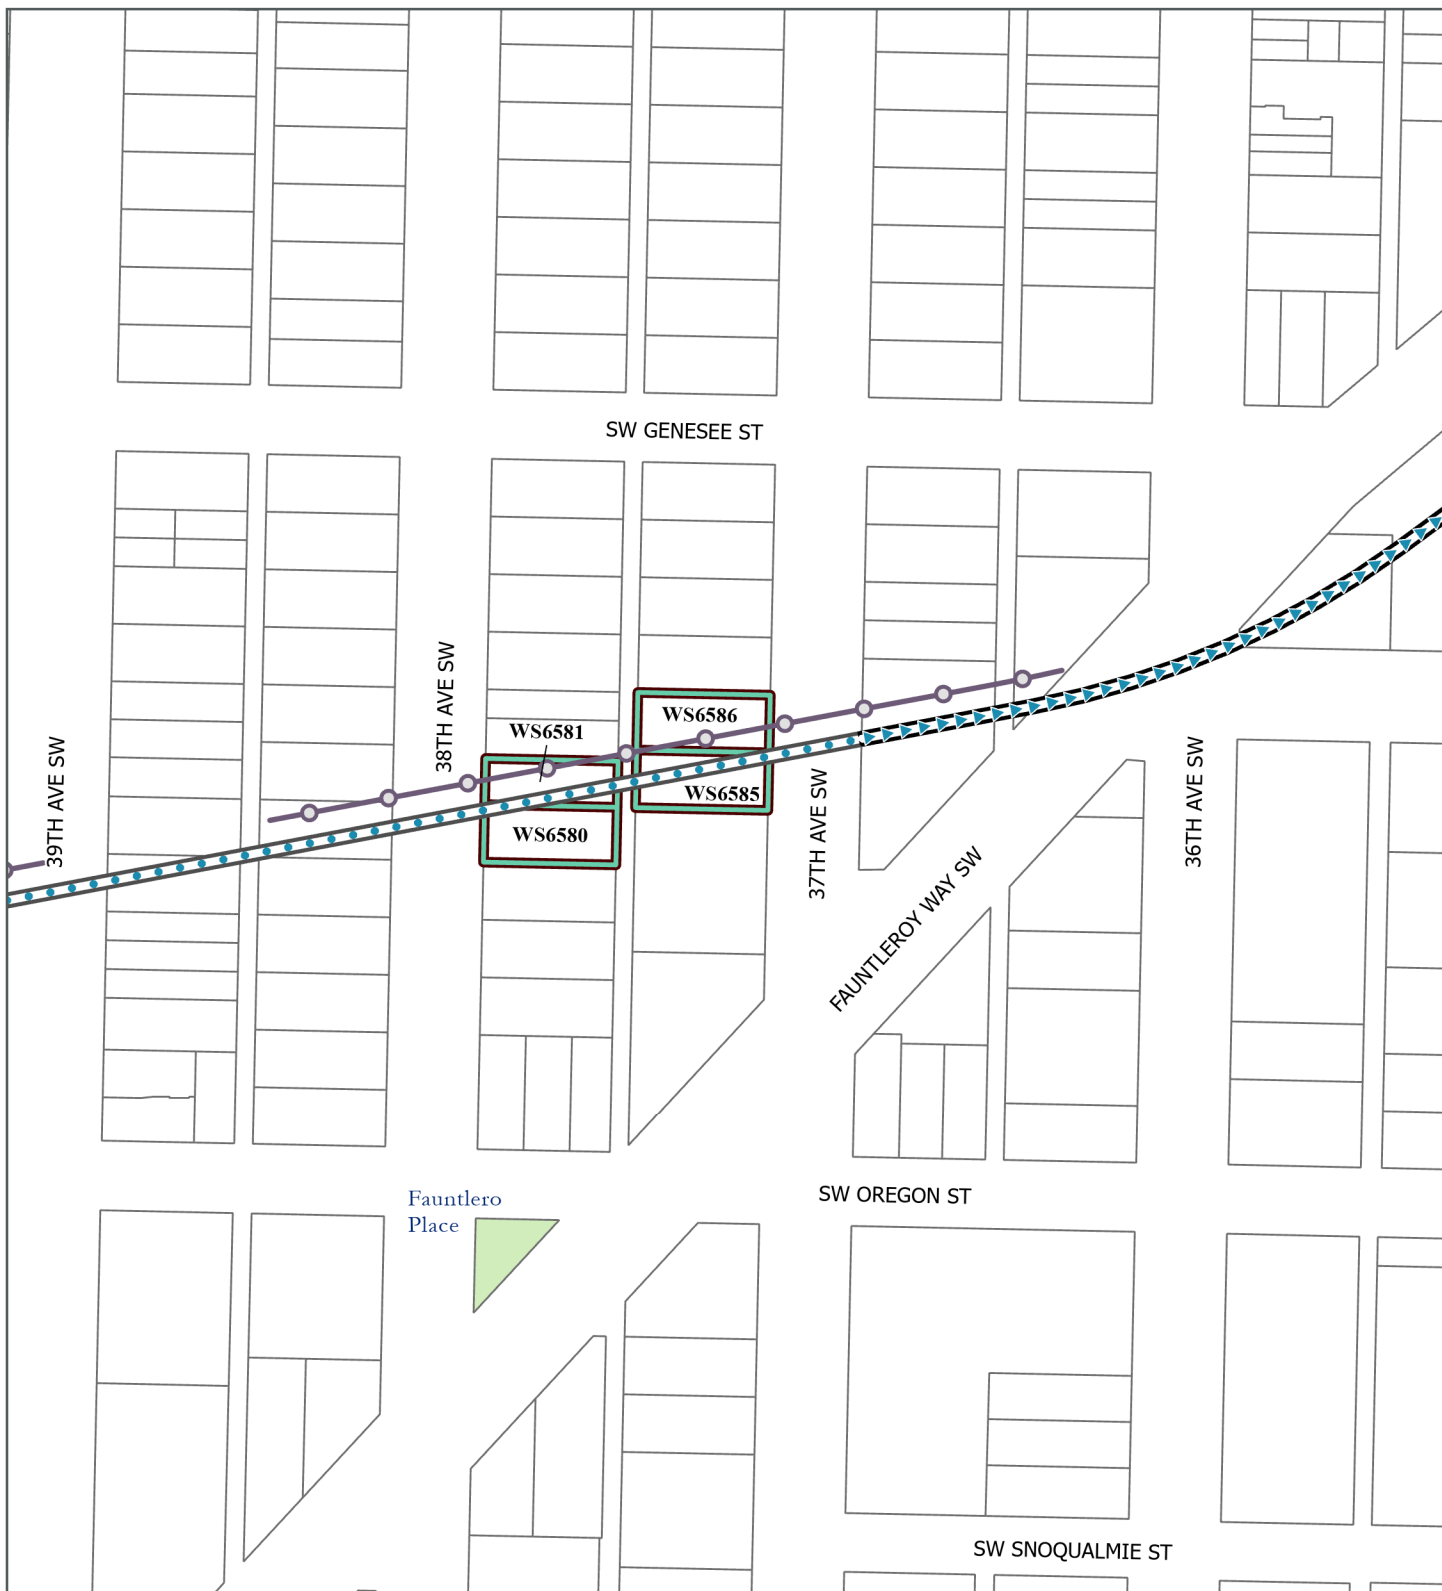 SW GENESEE ST
38TH AVE SW
WS6586
WS6581
39TH AVE SW
36TH AVE SW
WS6585
37TH AVE SW
WS6580
FAUNTLEROY WAY SW
Fauntlero
Place
SW OREGON ST
SW SNOQUALMIE ST